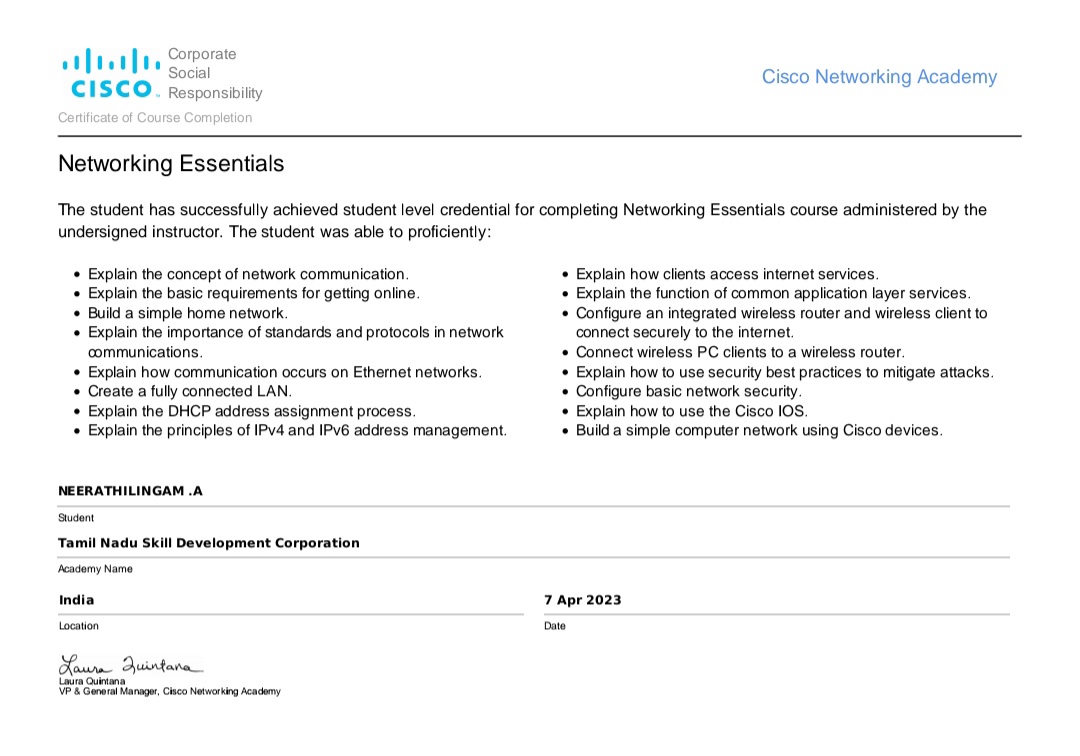 Corporate
Social
Responsibility
CISCO™
Cisco Networking Academy
Certificate of Course Completion
Networking Essentials
The student has successfully achieved student level credential for completing Networking Essentials course administered by the
undersigned instructor. The student was able to proficiently:
• Explain the concept of network communication.
• Explain the basic requirements for getting online.
• Build a simple home network.
• Explain the importance of standards and protocols in network
communications.
• Explain how communication occurs on Ethernet networks.
• Create a fully connected LAN.
• Explain the DHCP address assignment process.
• Explain the principles of IPv4 and IPv6 address management.
• Explain how clients access internet services.
• Explain the function of common application layer services.
• Configure an integrated wireless router and wireless client to
connect securely to the internet.
• Connect wireless PC clients to a wireless router.
• Explain how to use security best practices to mitigate attacks.
• Configure basic network security.
• Explain how to use the Cisco IOS.
• Build a simple computer network using Cisco devices.
NEERATHILINGAM .A
Student
Tamil Nadu Skill Development Corporation
Academy Name
India
Location
7 Apr 2023
Date
Laura Quintana
Laura Quintana
VP & General Manager, Cisco Networking Academy